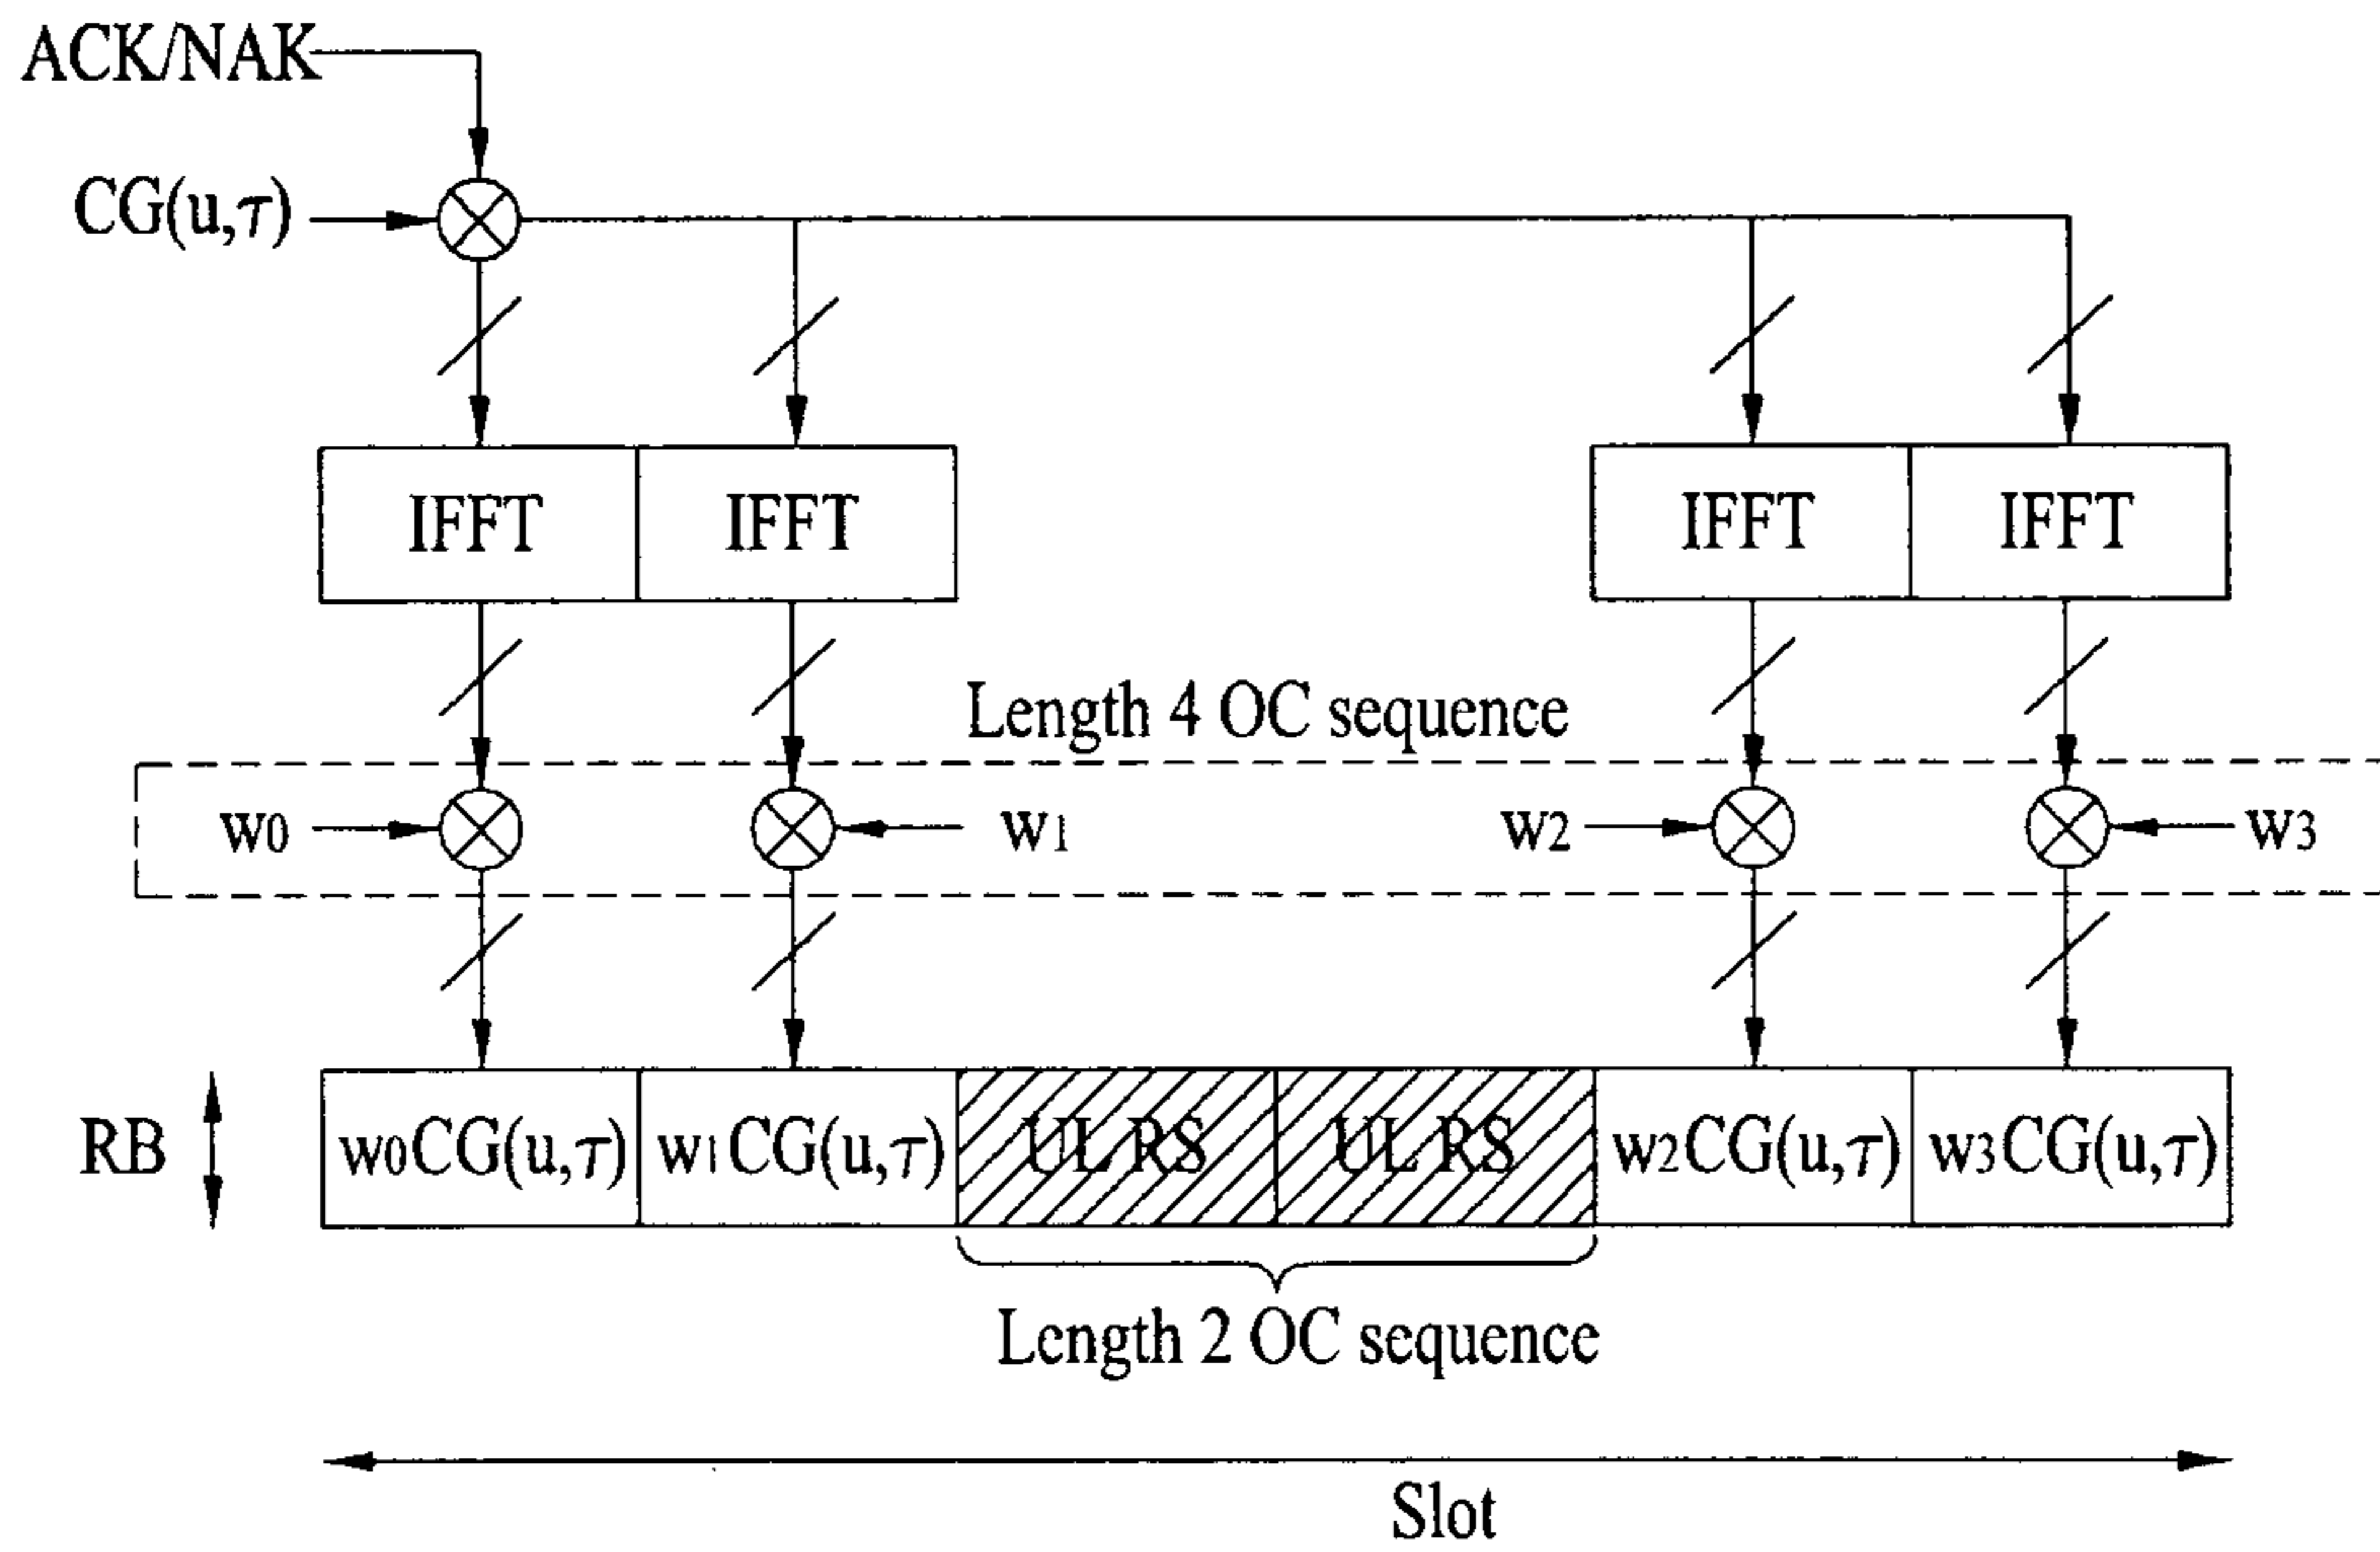 ACK/NAK
CG(u,τ)
IFFT IFFT IFFT IFFT
Length 4 OC sequence
w0 w1 w2 w3
RB w0CG(u,τ) w1CG(u,τ) UL RS UL RS w2CG(u,τ) w3CG(u,τ)
Length 2 OC sequence
Slot